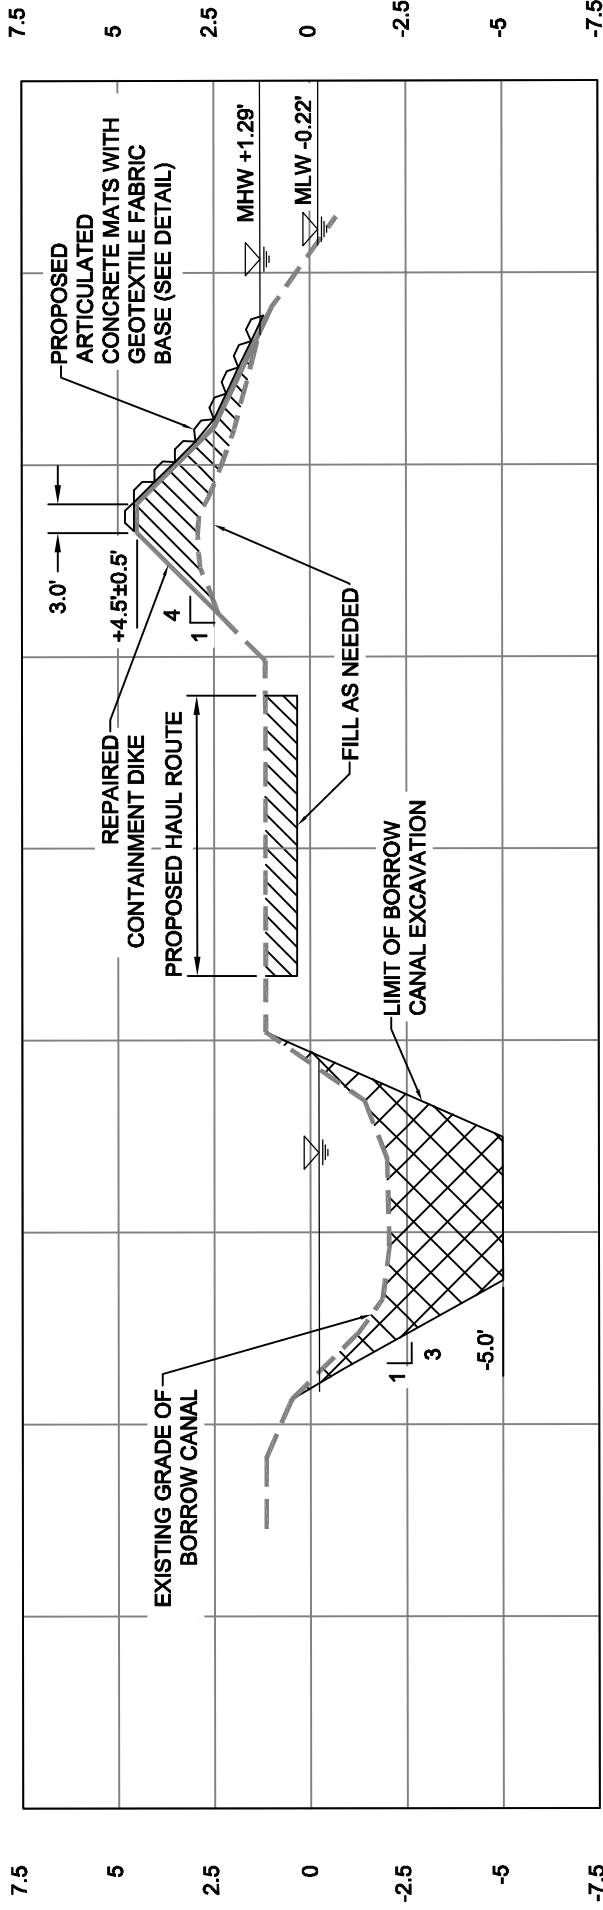 7.5
5
2.5
0
-2.5
-5
-7.5
EXISTING GRADE OF
BORROW CANAL
1
3
-5.0'
LIMIT OF BORROW
CANAL EXCAVATION
REPAIRED
CONTAINMENT DIKE
PROPOSED HAUL ROUTE
FILL AS NEEDED
3.0'
+4.5'±0.5'
4
1
PROPOSED
ARTICULATED
CONCRETE MATS WITH
GEOTEXTILE FABRIC
BASE (SEE DETAIL)
MHW +1.29'
MLW -0.22'
7.5
5
2.5
0
-2.5
-5
-7.5